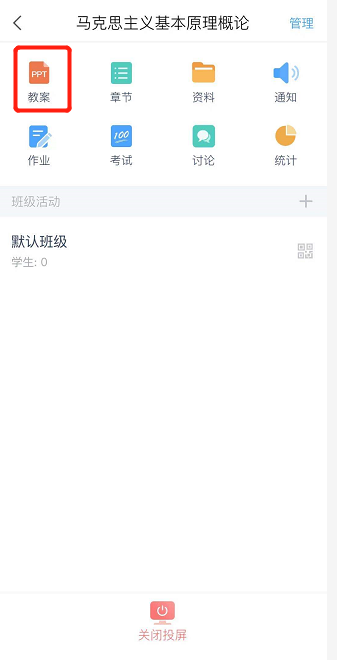 马克思主义基本原理概论 管理
PPT 100
教案 章节 资料 通知
作业 考试 讨论 统计
班级活动
默认班级
学生: 0
关闭投屏